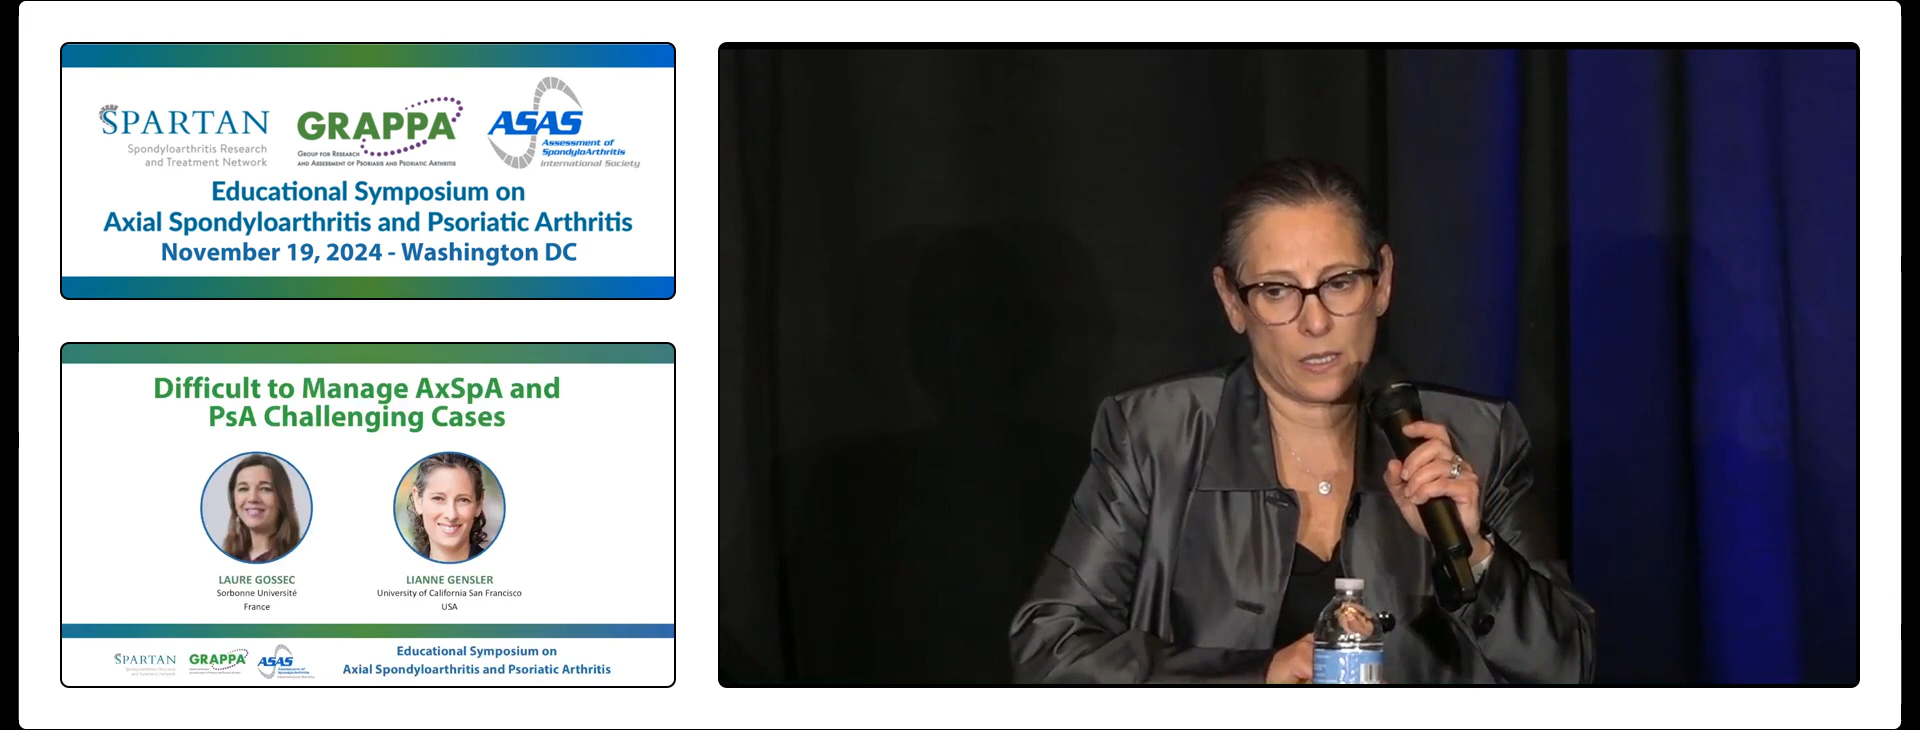 SPARTAN
Spondyloarthritis Research
and Treatment Network
GRAPPA
Group for Research
and Assessment of Psoriasis and Psoriatic Arthritis
ASAS
Assessment of
SpondyloArthritis
international Society
Educational Symposium on
Axial Spondyloarthritis and Psoriatic Arthritis
November 19, 2024 - Washington DC
Difficult to Manage AxSpA and
PsA Challenging Cases
LAURE GOSSEC
Sorbonne Université
France
LIANNE GENSLER
University of California San Francisco
USA
SPARTAN
GRAPPA
ASAS
Educational Symposium on
Axial Spondyloarthritis and Psoriatic Arthritis